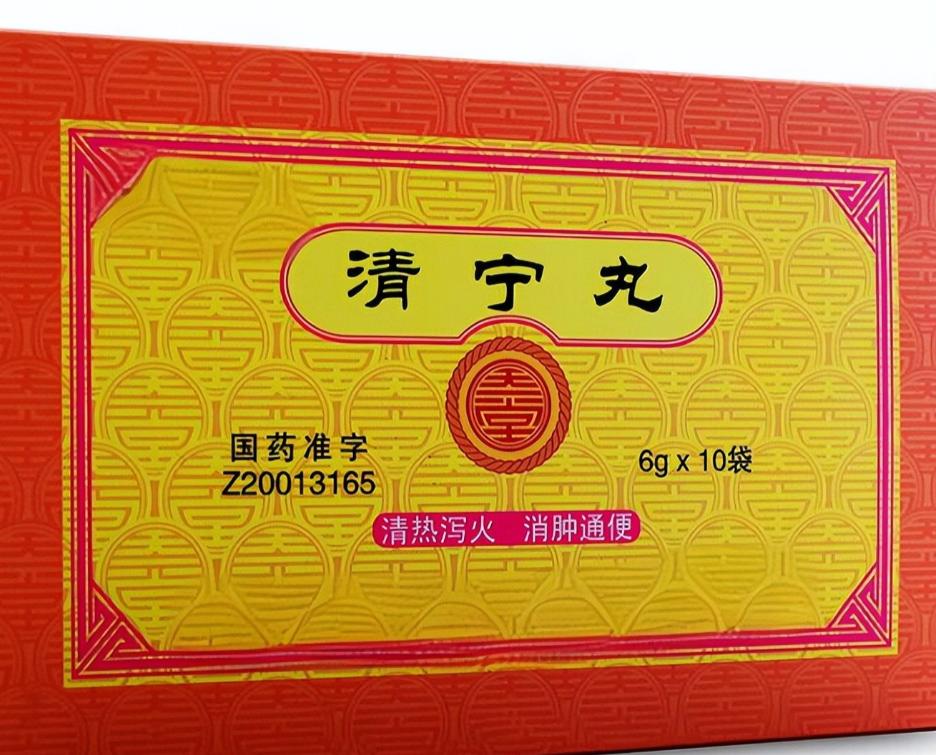 清宁丸
国药准字
Z20013165
6g x 10袋
清热泻火 消肿通便